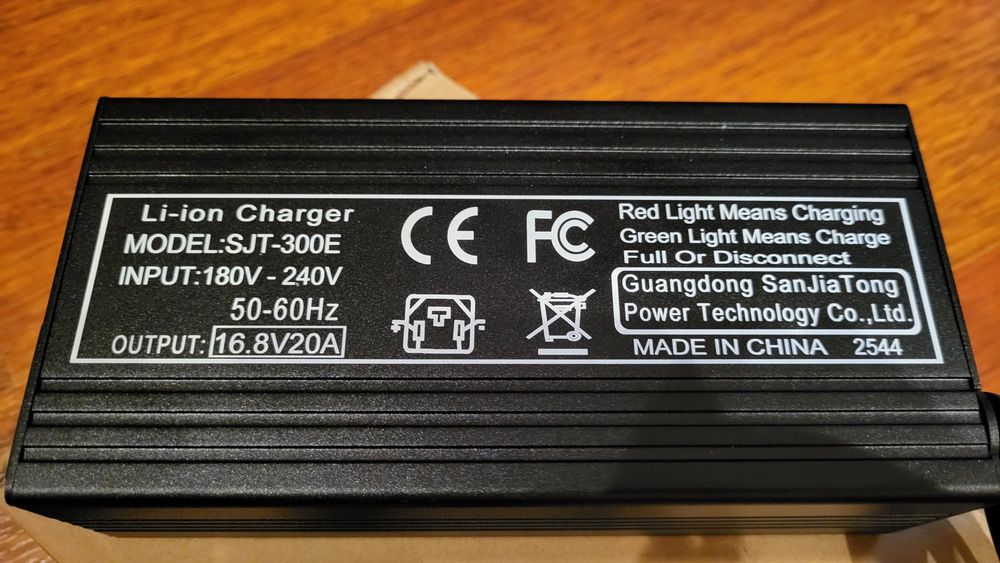 Li-ion Charger
MODEL:SJT-300E
INPUT:180V - 240V
50-60Hz
OUTPUT: 16.8V20A
CE
FC
Red Light Means Charging
Green Light Means Charge
Full Or Disconnect
Guangdong SanJiaTong
Power Technology Co.,Ltd.
MADE IN CHINA 2544